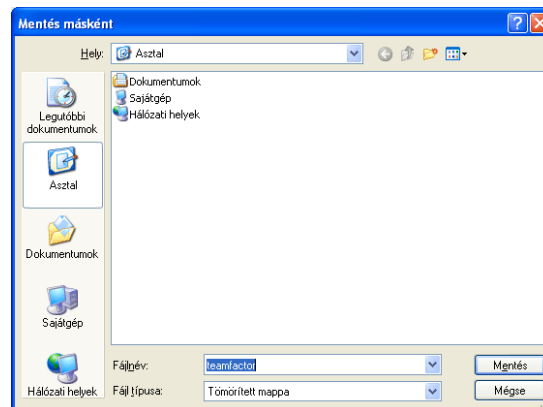 Mentés másként
Hely: Asztal
Dokumentumok
Sajátgép
Hálózati helyek
Legutóbbi
dokumentumok
Asztal
Dokumentumok
Sajátgép
Hálózati helyek
Fájlnév: teamfactor Mentés
Fájl típusa: Tömörített mappa Mégse